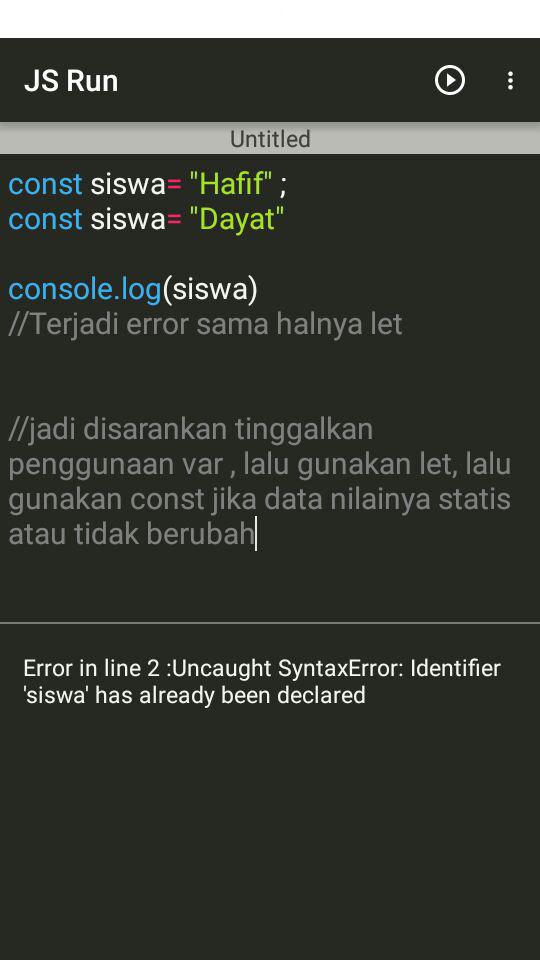 JS Run
Untitled
const siswa= "Hafif" ;
const siswa= "Dayat"
console.log(siswa)
//Terjadi error sama halnya let
//jadi disarankan tinggalkan
penggunaan var , lalu gunakan let, lalu
gunakan const jika data nilainya statis
atau tidak berubah
Error in line 2 :Uncaught SyntaxError: Identifier
'siswa' has already been declared